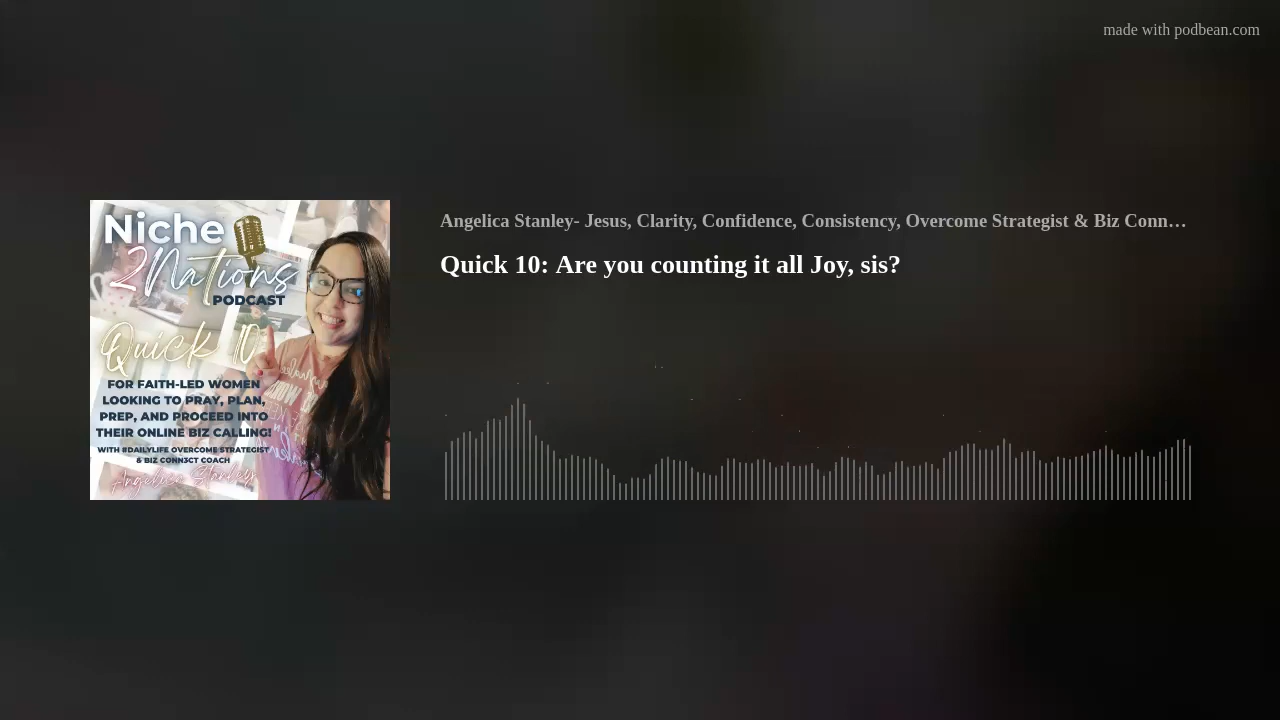 made with podbean.com
Angelica Stanley- Jesus, Clarity, Confidence, Consistency, Overcome Strategist & Biz Conn…
Quick 10: Are you counting it all Joy, sis?
Niche
2Nations
PODCAST
Quick 10
FOR FAITH-LED WOMEN
LOOKING TO PRAY, PLAN,
PREP, AND PROCEED INTO
THEIR ONLINE BIZ CALLING!
WITH #DAILYLIFE OVERCOME STRATEGIST
& BIZ CONN3CT COACH
Angelica Stanley